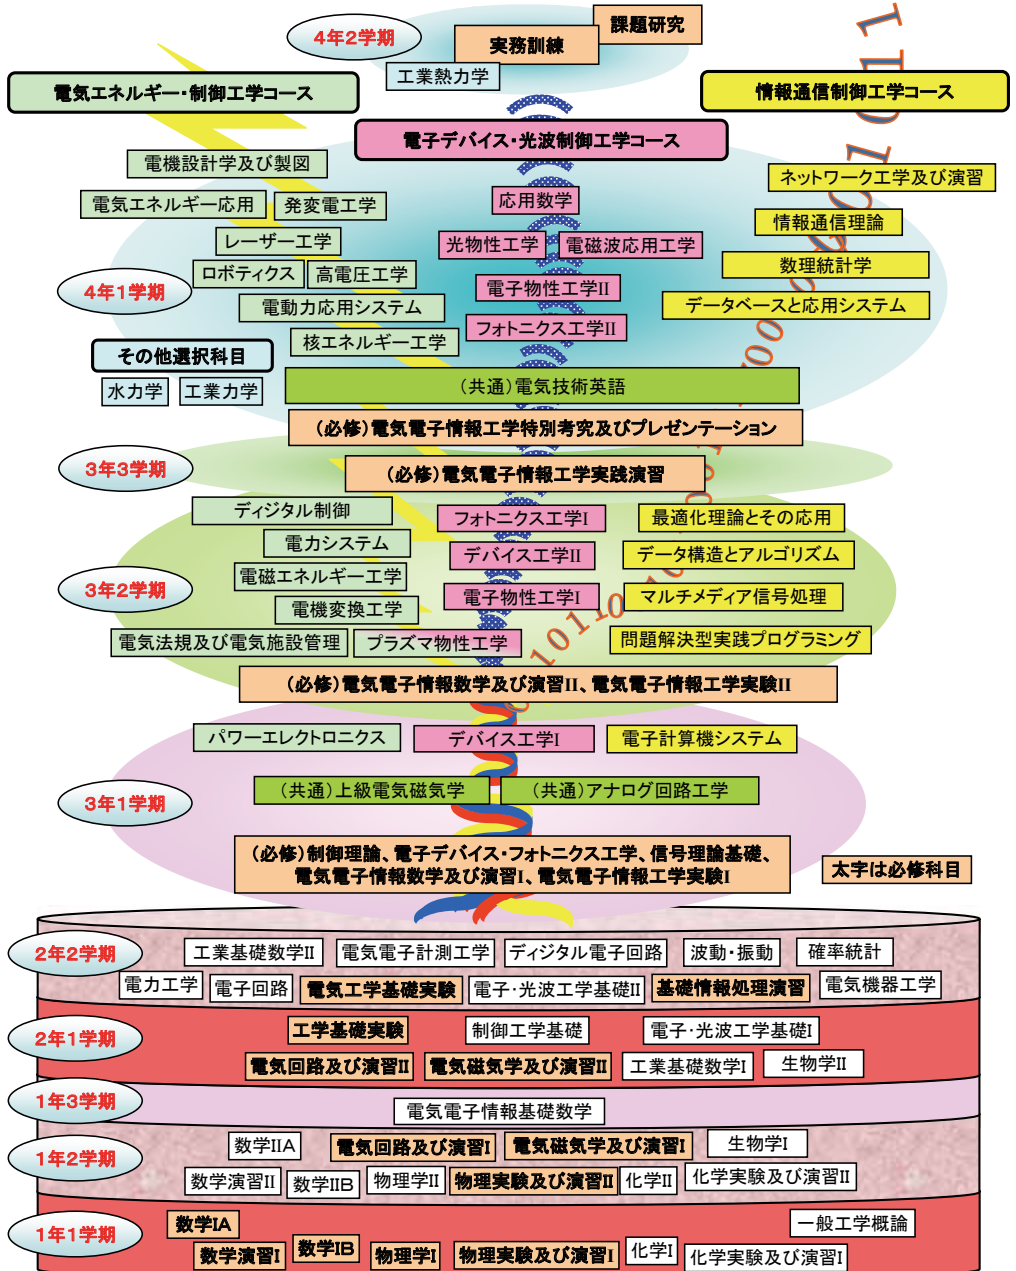 4年2学期
課題研究
実務訓練
工業熱力学
電気エネルギー・制御工学コース
情報通信制御工学コース
電子デバイス・光波制御工学コース
電機設計学及び製図
ネットワーク工学及び演習
電気エネルギー応用
発変電工学
応用数学
情報通信理論
レーザー工学
光物性工学
電磁波応用工学
数理統計学
4年1学期
ロボティクス
高電圧工学
電子物性工学II
データベースと応用システム
電動力応用システム
フォトニクス工学II
核エネルギー工学
その他選択科目
水力学
工業力学
(共通)電気技術英語
(必修)電気電子情報工学特別考究及びプレゼンテーション
3年3学期
(必修)電気電子情報工学実践演習
ディジタル制御
フォトニクス工学I
最適化理論とその応用
電力システム
デバイス工学II
データ構造とアルゴリズム
3年2学期
電磁エネルギー工学
電子物性工学I
マルチメディア信号処理
電機変換工学
電気法規及び電気施設管理
プラズマ物性工学
問題解決型実践プログラミング
(必修)電気電子情報数学及び演習II、電気電子情報工学実験II
パワーエレクトロニクス
デバイス工学I
電子計算機システム
3年1学期
(共通)上級電気磁気学
(共通)アナログ回路工学
(必修)制御理論、電子デバイス・フォトニクス工学、信号理論基礎、
電気電子情報数学及び演習I、電気電子情報工学実験I
太字は必修科目
2年2学期
工業基礎数学II
電気電子計測工学
ディジタル電子回路
波動・振動
確率統計
電力工学
電子回路
電気工学基礎実験
電子・光波工学基礎II
基礎情報処理演習
電気機器工学
2年1学期
工学基礎実験
制御工学基礎
電子・光波工学基礎I
電気回路及び演習II
電気磁気学及び演習II
工業基礎数学I
生物学II
1年3学期
電気電子情報基礎数学
1年2学期
数学IIA
電気回路及び演習I
電気磁気学及び演習I
生物学I
数学演習II
数学IIB
物理学II
物理実験及び演習II
化学II
化学実験及び演習II
1年1学期
数学IA
一般工学概論
数学演習I
数学IB
物理学I
物理実験及び演習I
化学I
化学実験及び演習I